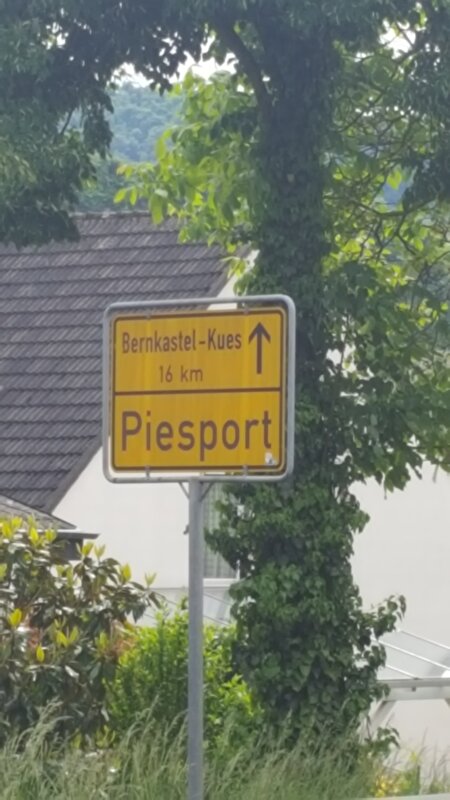 Bernkastel-Kues ↑
16 km
Piesport